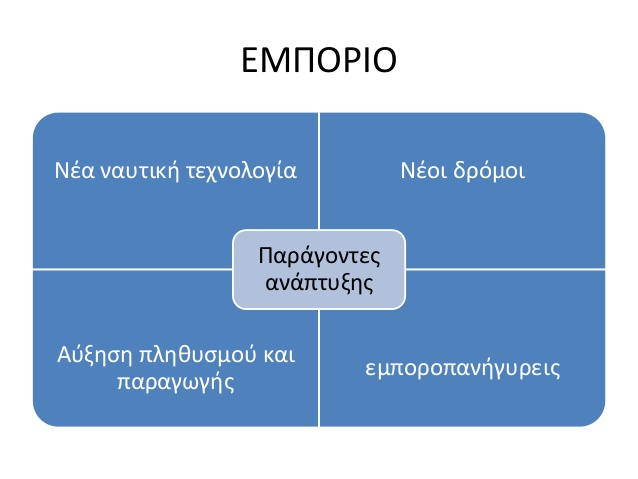 ΕΜΠΟΡΙΟ
Νέα ναυτική τεχνολογία
Νέοι δρόμοι
Παράγοντες
ανάπτυξης
Αύξηση πληθυσμού και
παραγωγής
εμποροπανήγυρεις